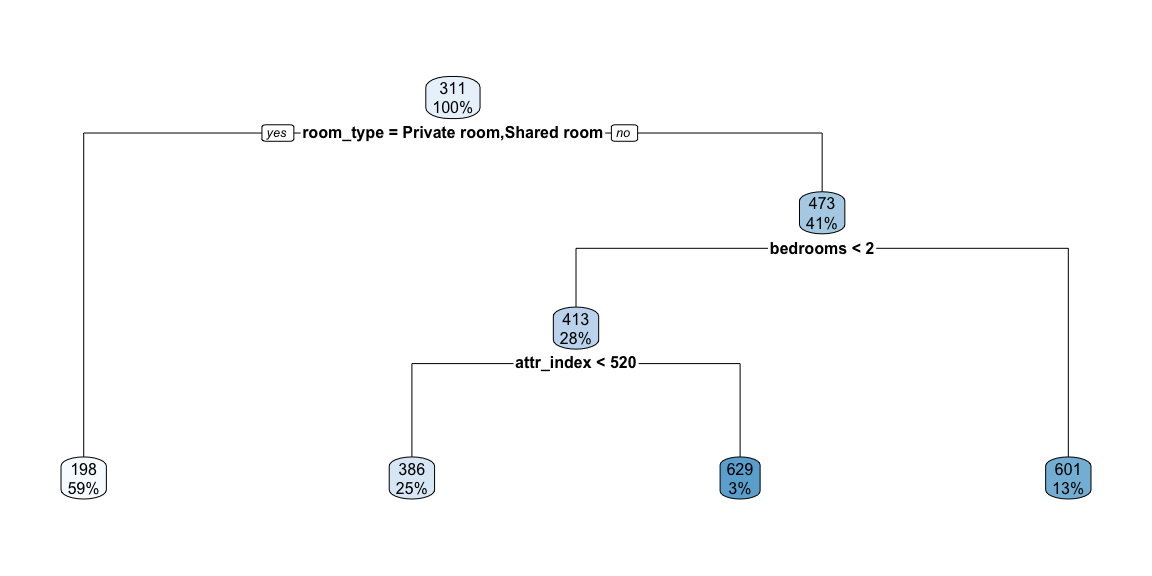 311
100%
yes room_type = Private room,Shared room no
473
41%
bedrooms < 2
413
28%
attr_index < 520
198 386 629 601
59% 25% 3% 13%